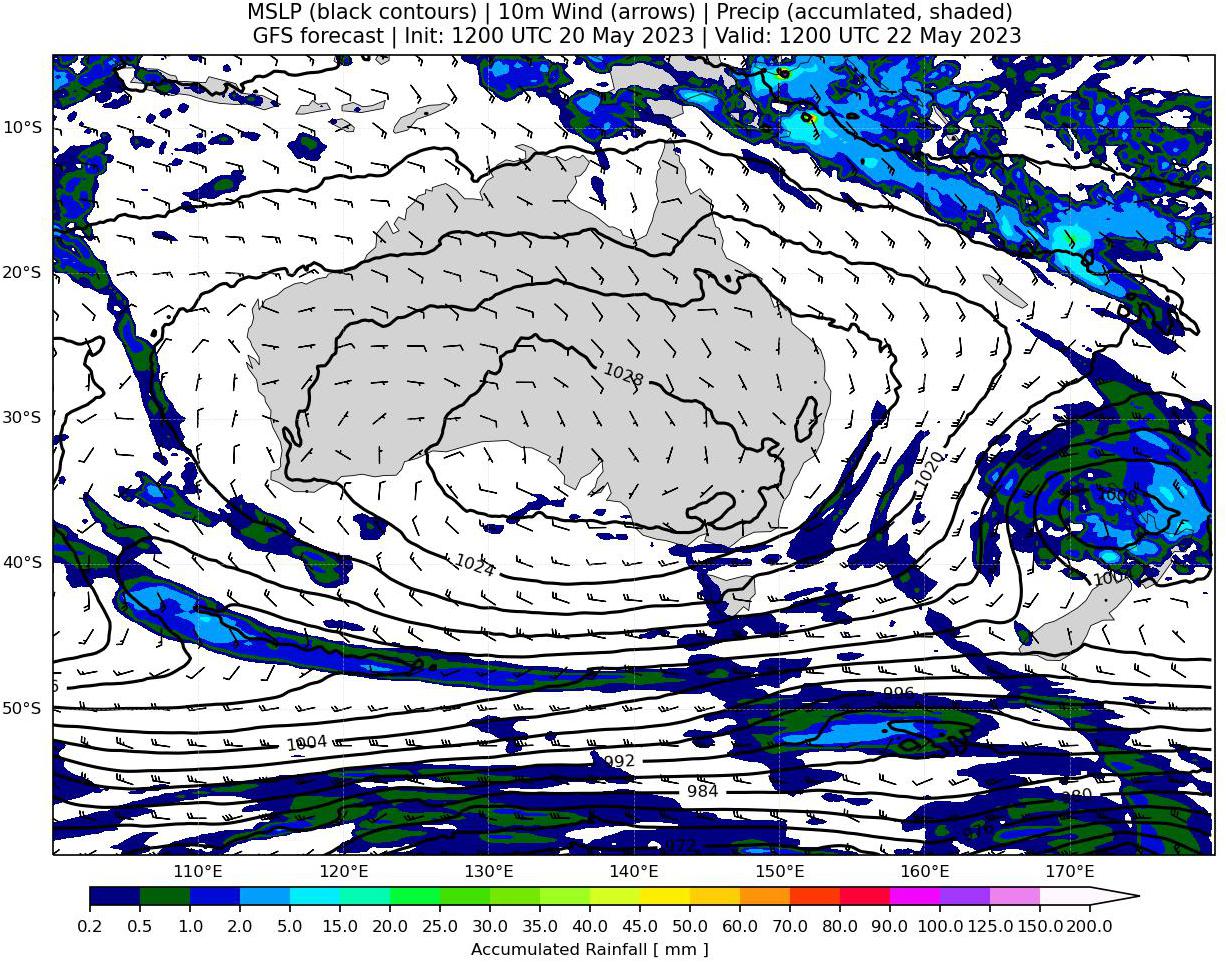 MSLP (black contours) | 10m Wind (arrows) | Precip (accumlated, shaded)
GFS forecast | Init: 1200 UTC 20 May 2023 | Valid: 1200 UTC 22 May 2023
10°S
20°S
1028
30°S
1020
1000
1024
40°S
1004
996
50°S
1004
992
984
980
976
972
110°E 120°E 130°E 140°E 150°E 160°E 170°E
0.2 0.5 1.0 2.0 5.0 10.0 15.0 20.0 25.0 30.0 35.0 40.0 45.0 50.0 60.0 70.0 80.0 90.0 100.0 125.0 150.0 200.0
Accumulated Rainfall [ mm ]